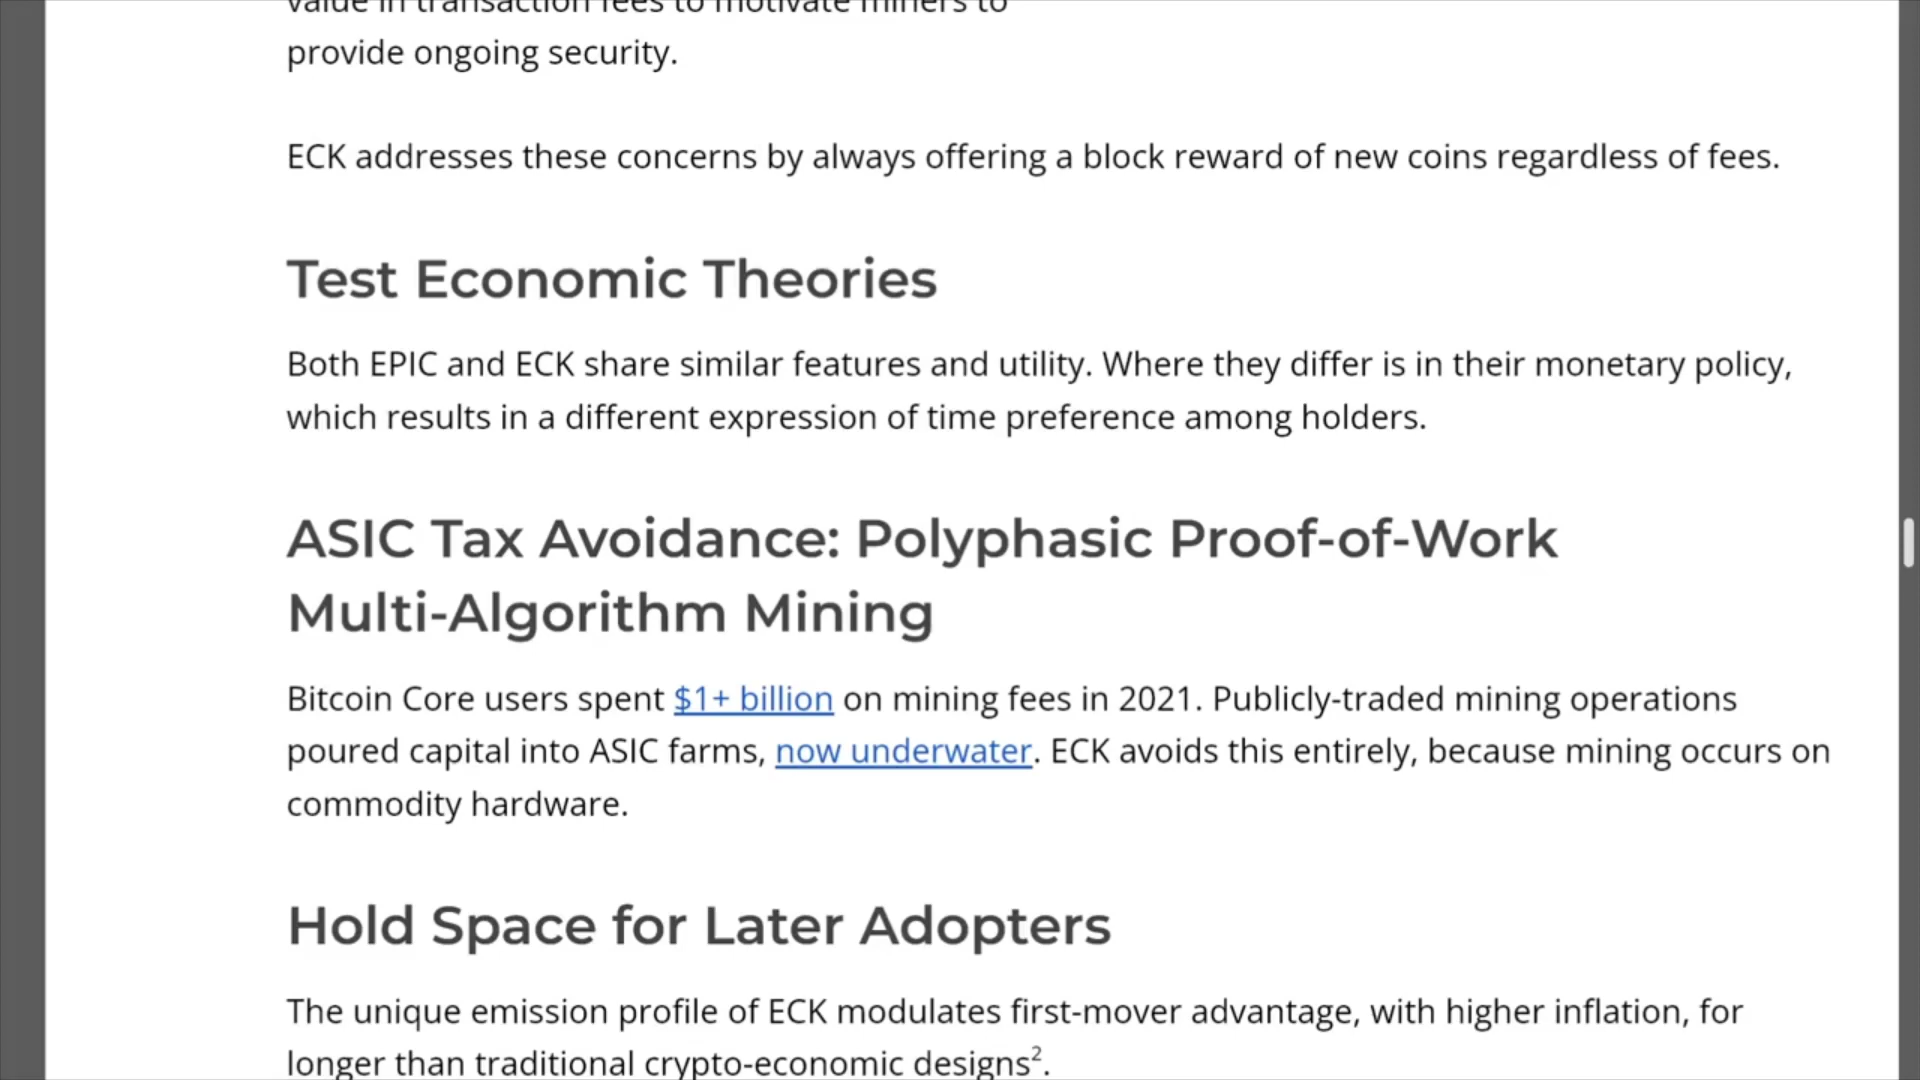 value in transaction fees to motivate miners to
provide ongoing security.
ECK addresses these concerns by always offering a block reward of new coins regardless of fees.
Test Economic Theories
Both EPIC and ECK share similar features and utility. Where they differ is in their monetary policy,
which results in a different expression of time preference among holders.
ASIC Tax Avoidance: Polyphasic Proof-of-Work
Multi-Algorithm Mining
Bitcoin Core users spent $1+ billion on mining fees in 2021. Publicly-traded mining operations
poured capital into ASIC farms, now underwater. ECK avoids this entirely, because mining occurs on
commodity hardware.
Hold Space for Later Adopters
The unique emission profile of ECK modulates first-mover advantage, with higher inflation, for
longer than traditional crypto-economic designs².